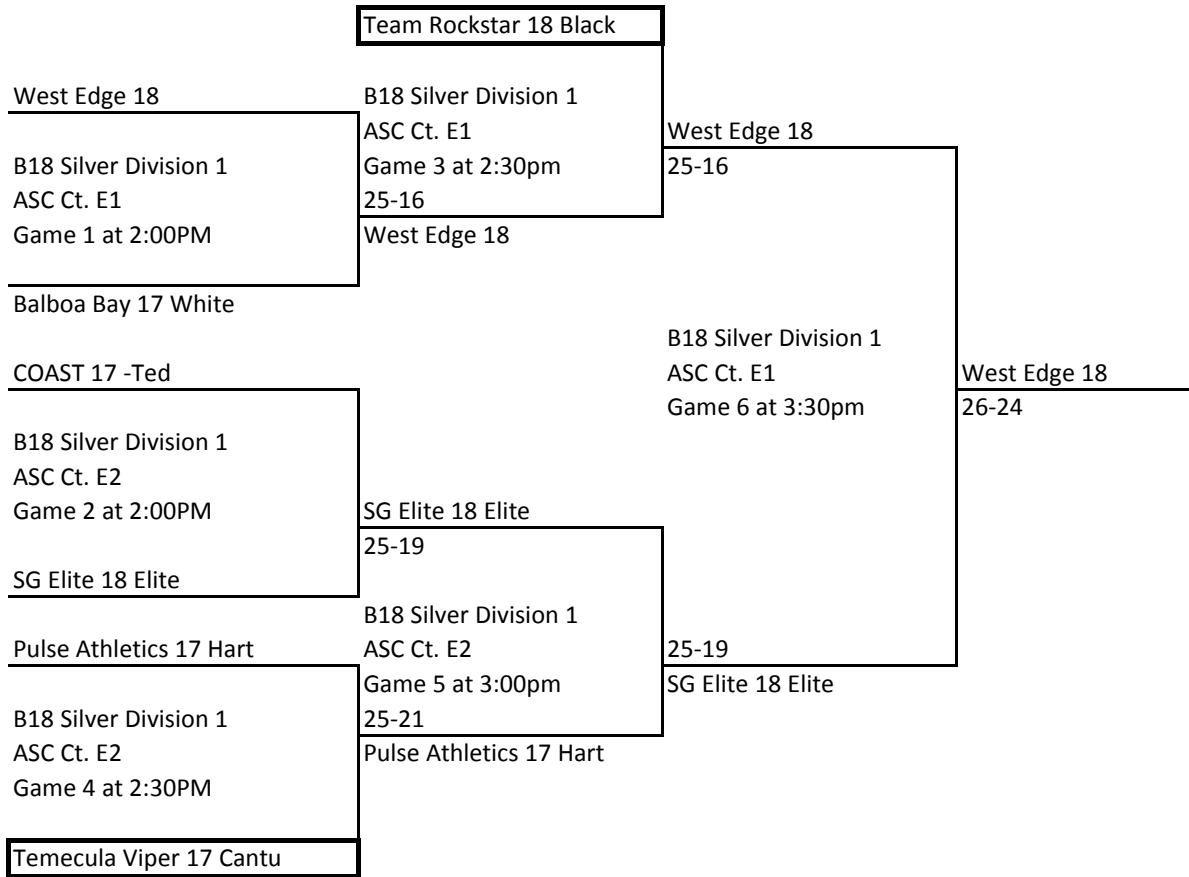 Team Rockstar 18 Black
West Edge 18
B18 Silver Division 1
ASC Ct. E1
West Edge 18
B18 Silver Division 1
Game 3 at 2:30pm
25-16
ASC Ct. E1
25-16
Game 1 at 2:00PM
West Edge 18
Balboa Bay 17 White
B18 Silver Division 1
COAST 17 -Ted
ASC Ct. E1
West Edge 18
Game 6 at 3:30pm
26-24
B18 Silver Division 1
ASC Ct. E2
Game 2 at 2:00PM
SG Elite 18 Elite
25-19
SG Elite 18 Elite
B18 Silver Division 1
Pulse Athletics 17 Hart
ASC Ct. E2
25-19
Game 5 at 3:00pm
SG Elite 18 Elite
B18 Silver Division 1
25-21
ASC Ct. E2
Pulse Athletics 17 Hart
Game 4 at 2:30PM
Temecula Viper 17 Cantu